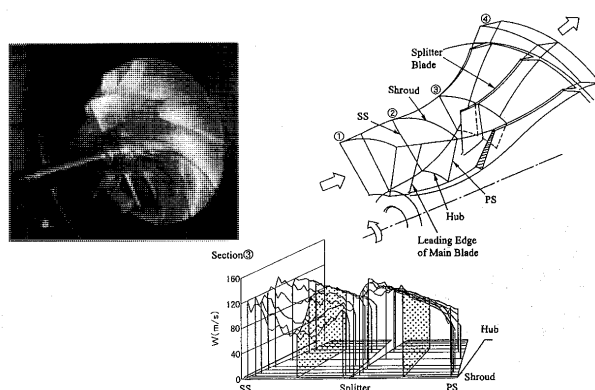 ④
Splitter
Blade
Shroud
③
SS
②
①
PS
Hub
Leading Edge
of Main Blade
Section③
160
120
80
40
0
W(m/s)
Hub
Shroud
SS
Splitter
PS